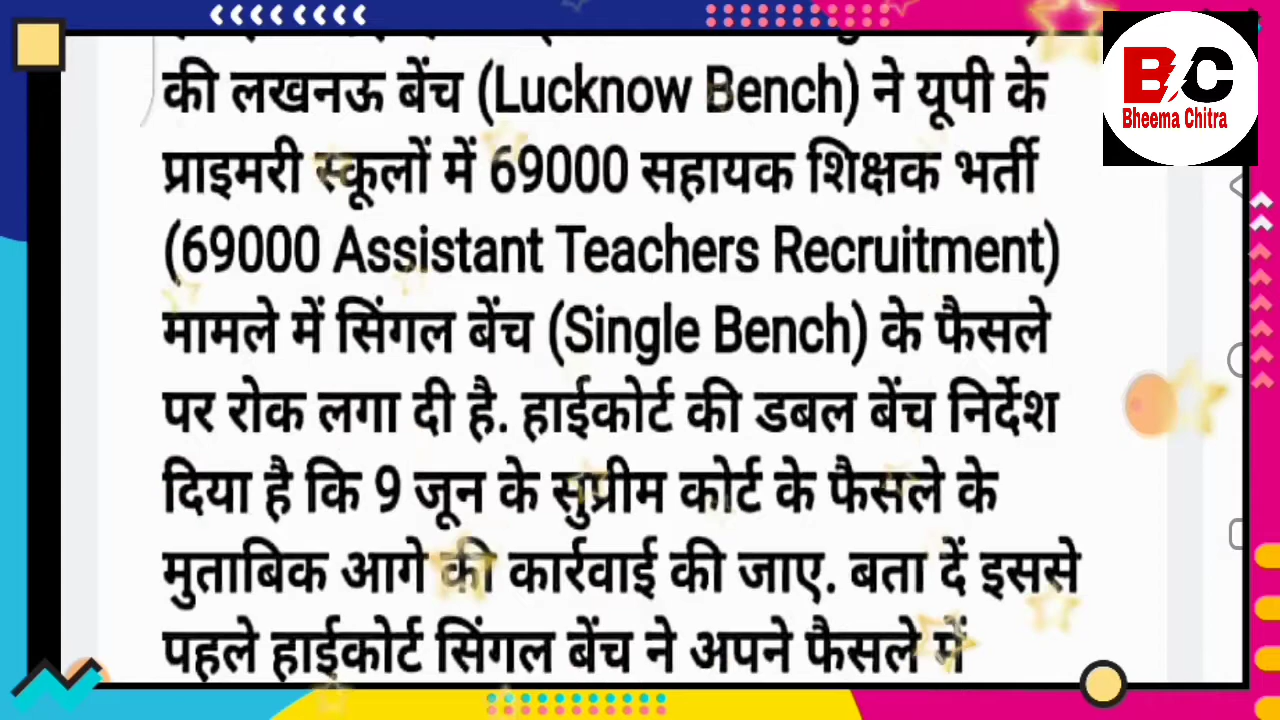 की लखनऊ बेंच (Lucknow Bench) ने यूपी के
प्राइमरी स्कूलों में 69000 सहायक शिक्षक भर्ती
(69000 Assistant Teachers Recruitment)
मामले में सिंगल बेंच (Single Bench) के फैसले
पर रोक लगा दी है. हाईकोर्ट की डबल बेंच निर्देश
दिया है कि 9 जून के सुप्रीम कोर्ट के फैसले के
मुताबिक आगे की कार्रवाई की जाए. बता दें इससे
पहले हाईकोर्ट सिंगल बेंच ने अपने फैसले में
BC
Bheema Chitra